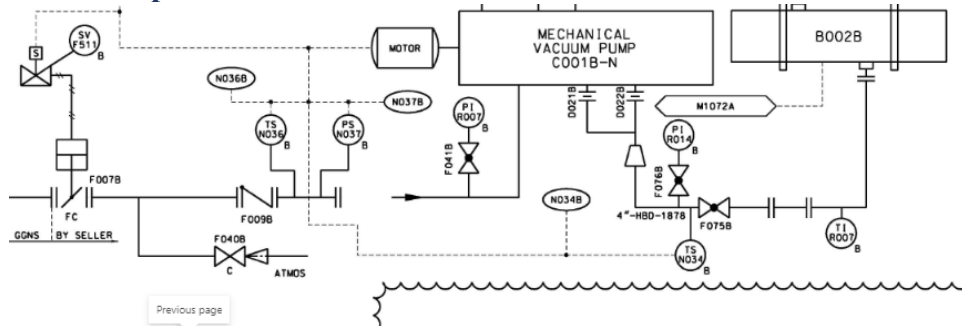 SV
F511
B
S
MOTOR
MECHANICAL
VACUUM PUMP
C001B-N
B002B
N036B
N037B
TS
N036
B
PS
N037
B
PI
R007
B
F041B
D021B
D022B
M1072A
PI
R014
B
F076B
F007B
FC
F009B
N034B
4"-HBD-1878
F075B
TI
R007
B
GGNS
BY SELLER
F040B
C
ATMOS
TS
N034
B
Previous page